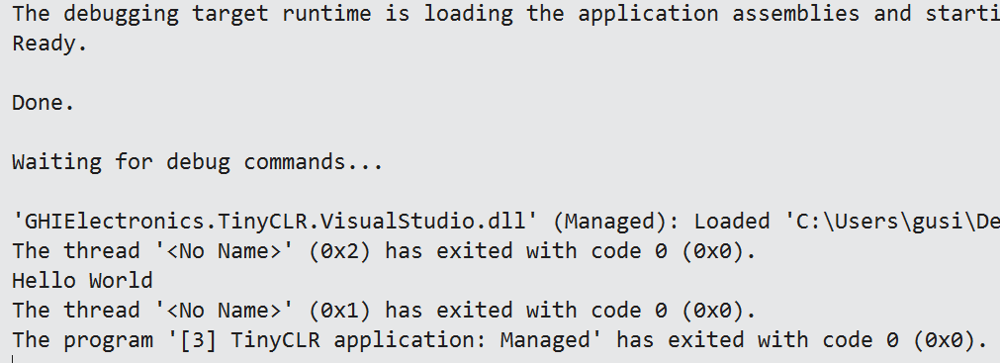 The debugging target runtime is loading the application assemblies and starti
Ready.
Done.
Waiting for debug commands...
'GHIElectronics.TinyCLR.VisualStudio.dll' (Managed): Loaded 'C:\Users\gusi\De
The thread '<No Name>' (0x2) has exited with code 0 (0x0).
Hello World
The thread '<No Name>' (0x1) has exited with code 0 (0x0).
The program '[3] TinyCLR application: Managed' has exited with code 0 (0x0).